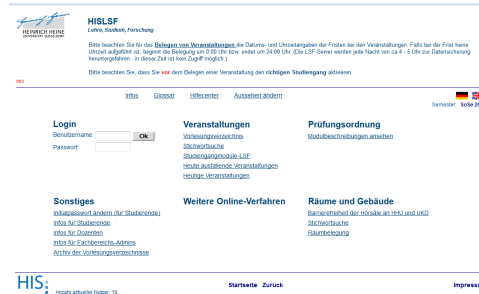 HEINRICH HEINE
UNIVERSITÄT DÜSSELDORF
HISLSF
Lehre, Studium, Forschung
Bitte beachten Sie für das Belegen von Veranstaltungen die Datums- und Uhrzeitangaben der Fristen bei den Veranstaltungen. Falls bei der Frist keine
Uhrzeit aufgeführt ist, beginnt die Belegung um 0.00 Uhr bzw. endet um 24:00 Uhr. (Die LSF-Server werden jede Nacht von ca 4 - 5 Uhr zur Datensicherung
heruntergefahren - in dieser Zeit ist kein Zugriff möglich.)
Bitte beachten Sie, dass Sie vor dem Belegen einer Veranstaltung den richtigen Studiengang aktivieren.
Infos Glossar Hilfecenter Aussehen ändern
Semester: SoSe
Login
Benutzername:
Ok
Passwort:
Veranstaltungen
Vorlesungsverzeichnis
Stichwortsuche
Studiengangmodule-LSF
Heute ausfallende Veranstaltungen
Heutige Veranstaltungen
Prüfungsordnung
Modulbeschreibungen ansehen
Sonstiges
Initialpasswort ändern (für Studierende)
Infos für Studierende
Infos für Dozenten
Infos für Fachbereichs-Admins
Archiv der Vorlesungsverzeichnisse
Weitere Online-Verfahren
Räume und Gebäude
Barrierefreiheit der Hörsäle an HHU und UKD
Stichwortsuche
Raumbelegung
HIS
Anzahl aktueller Nutzer: 19
Startseite Zurück
Impress